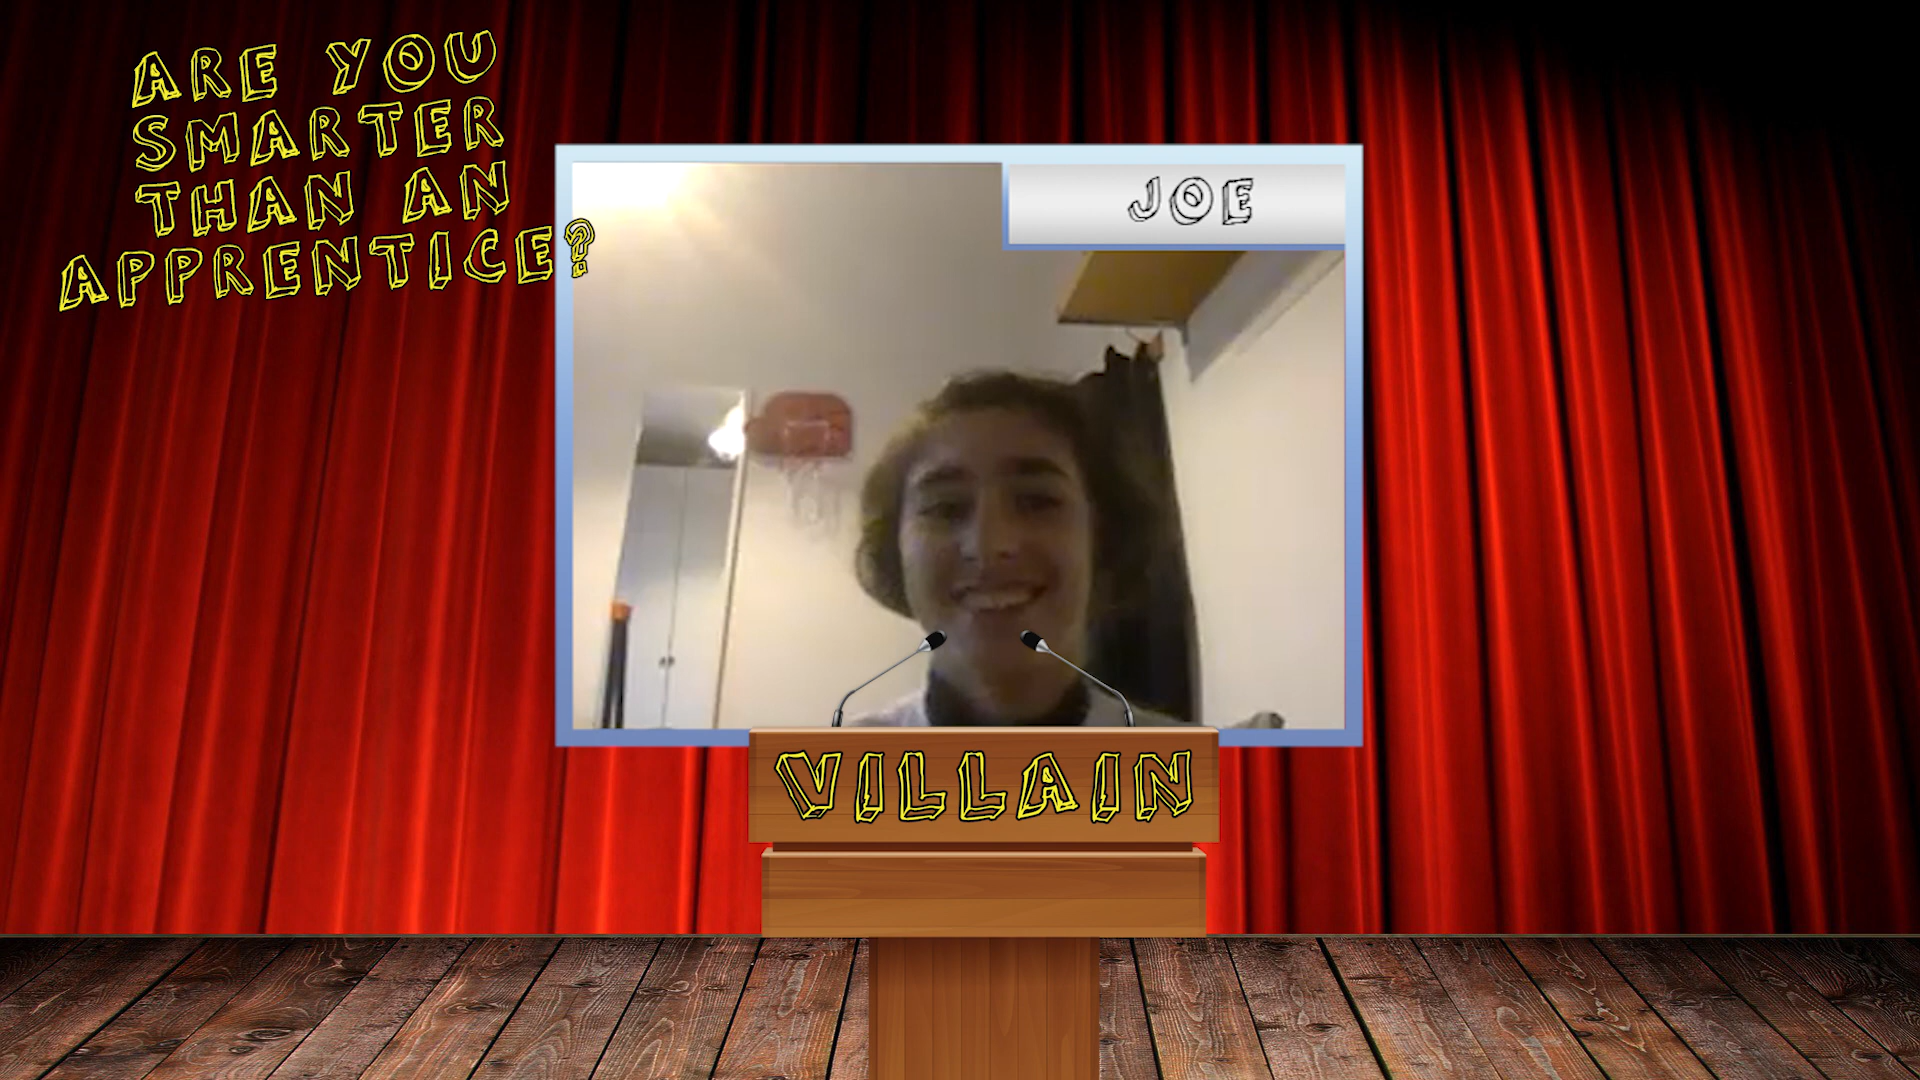 ARE YOU
SMARTER
THAN AN
APPRENTICE?
JOE
VILLAIN